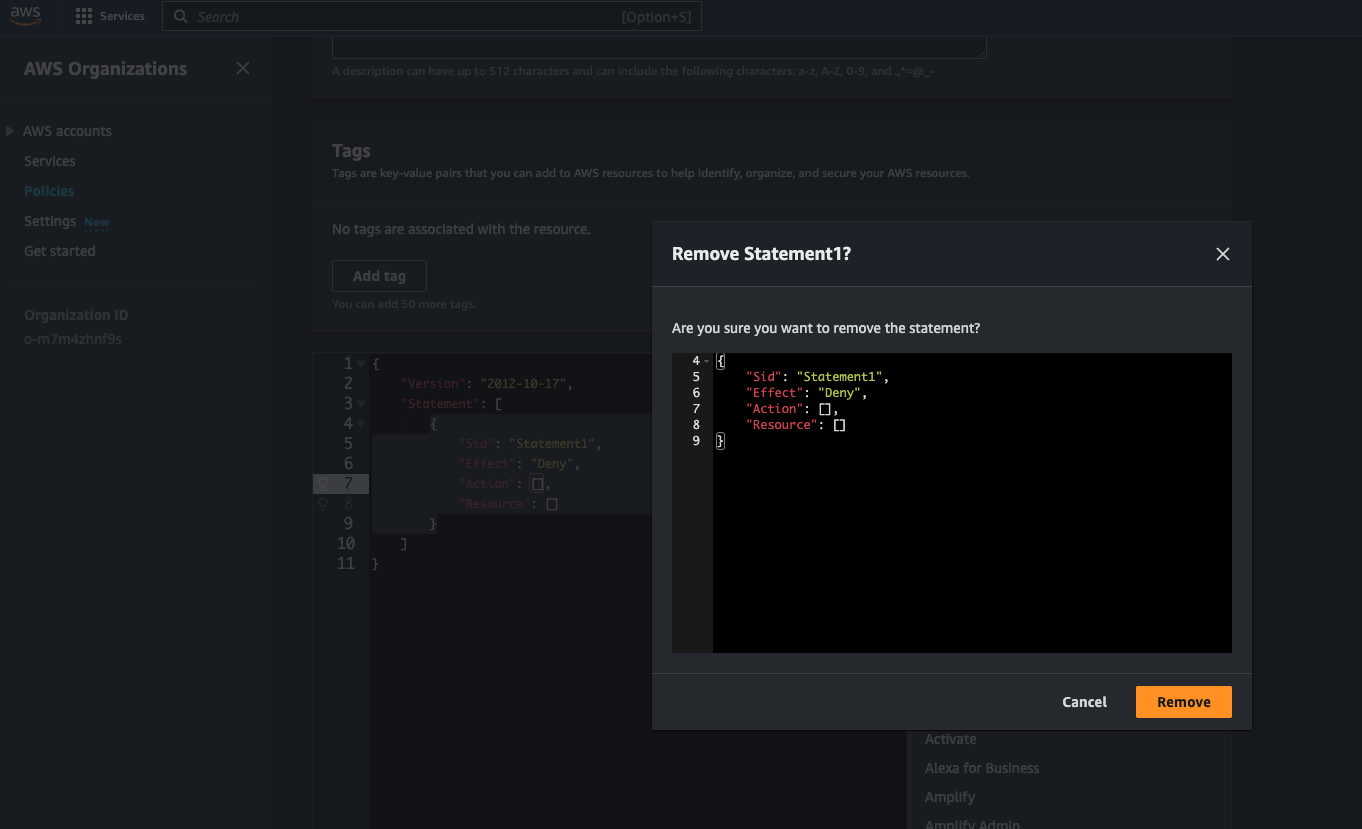 aws
Services
Search
[Option+S]
AWS Organizations
AWS accounts
Services
Policies
Settings New
Get started
Organization ID
o-m7m4zhnf9s
A description can have up to 512 characters and can include the following characters: a-z, A-Z, 0-9, and .,*=@_-
Tags
Tags are key-value pairs that you can add to AWS resources to help identify, organize, and secure your AWS resources.
No tags are associated with the resource.
Add tag
You can add 50 more tags.
1 {
2 "Version": "2012-10-17",
3 "Statement": [
4 {
5 "Sid": "Statement1",
6 "Effect": "Deny",
7 "Action": [],
8 "Resource": []
9 }
10 ]
11 }
Remove Statement1?
Are you sure you want to remove the statement?
4 {
5 "Sid": "Statement1",
6 "Effect": "Deny",
7 "Action": [],
8 "Resource": []
9 }
Cancel
Remove
Activate
Alexa for Business
Amplify
Amplify Admin